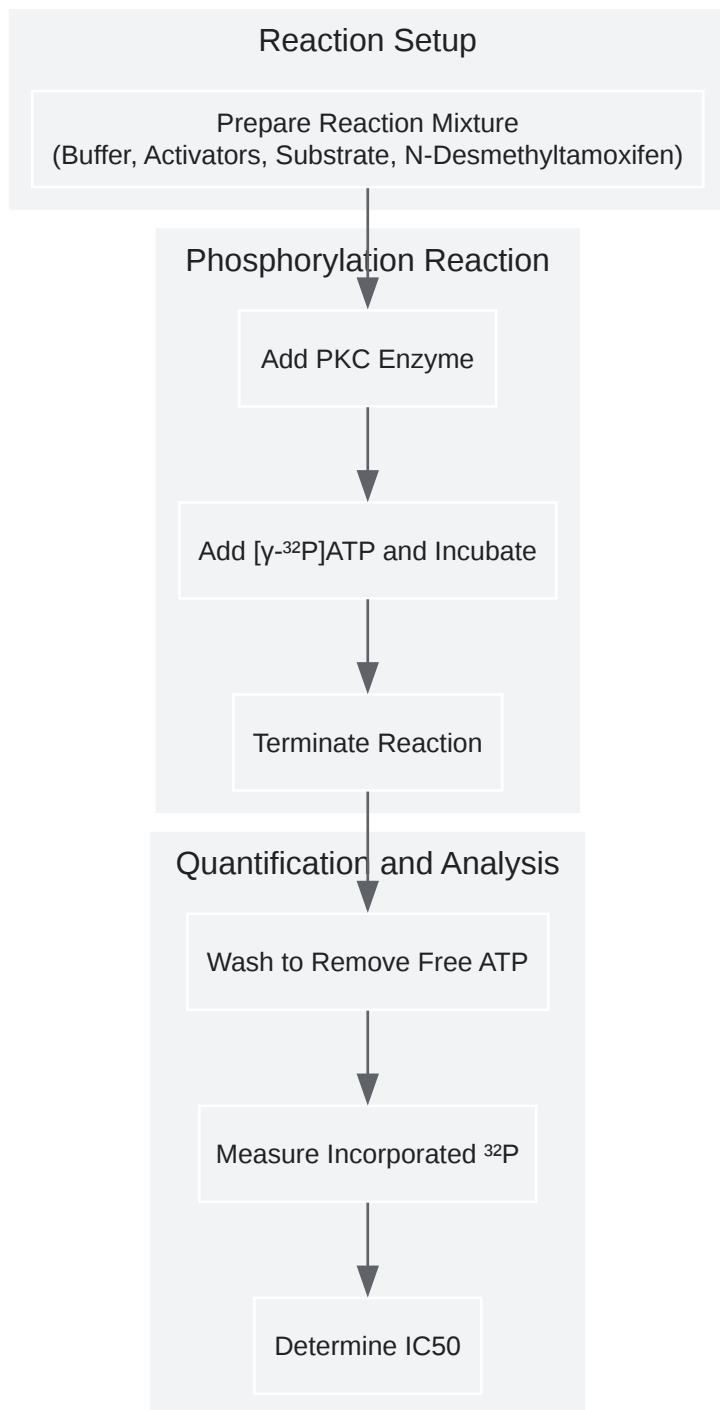 Reaction Setup
Prepare Reaction Mixture
(Buffer, Activators, Substrate, N-Desmethyltamoxifen)
Phosphorylation Reaction
Add PKC Enzyme
Add [γ-³²P]ATP and Incubate
Terminate Reaction
Quantification and Analysis
Wash to Remove Free ATP
Measure Incorporated ³²P
Determine IC50